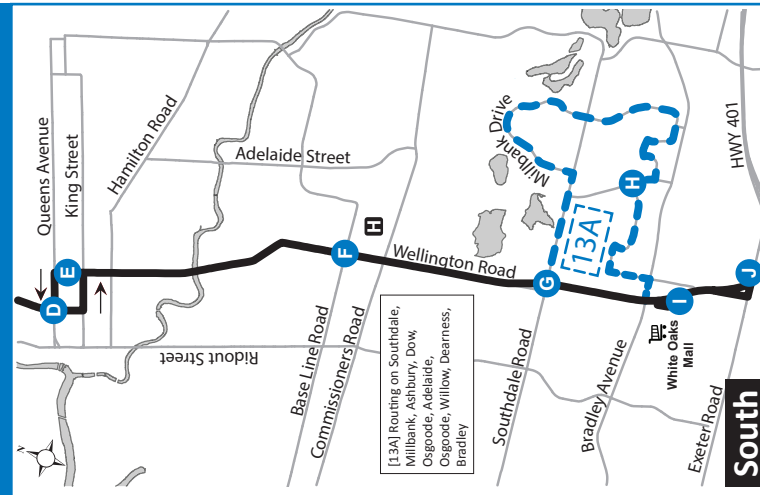 Queens Avenue
King Street
Hamilton Road
D
E
Adelaide Street
Ridout Street
N
F
H
Base Line Road
Commissioners Road
Wellington Road
Millbank Drive
[13A] Routing on Southdale,
Millbank, Ashbury, Dow,
Osgoode, Adelaide,
Osgoode, Willow, Dearness,
Bradley
G
13A
H
Southdale Road
Bradley Avenue
I
White Oaks
Mall
HWY 401
J
Exeter Road
South